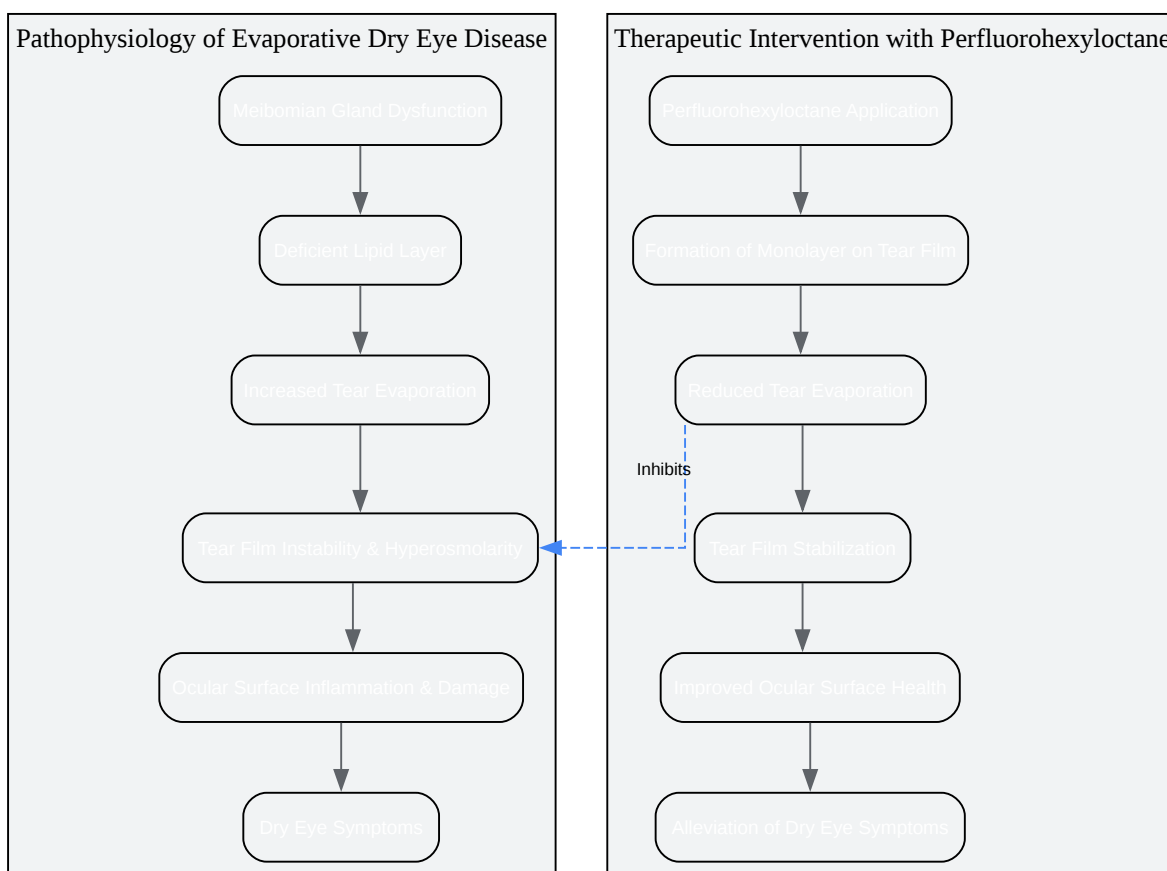 Pathophysiology of Evaporative Dry Eye Disease
Meibomian Gland Dysfunction
Deficient Lipid Layer
Increased Tear Evaporation
Tear Film Instability & Hyperosmolarity
Ocular Surface Inflammation & Damage
Dry Eye Symptoms
Therapeutic Intervention with Perfluorohexyloctane
Perfluorohexyloctane Application
Formation of Monolayer on Tear Film
Reduced Tear Evaporation
Inhibits
Tear Film Stabilization
Improved Ocular Surface Health
Alleviation of Dry Eye Symptoms